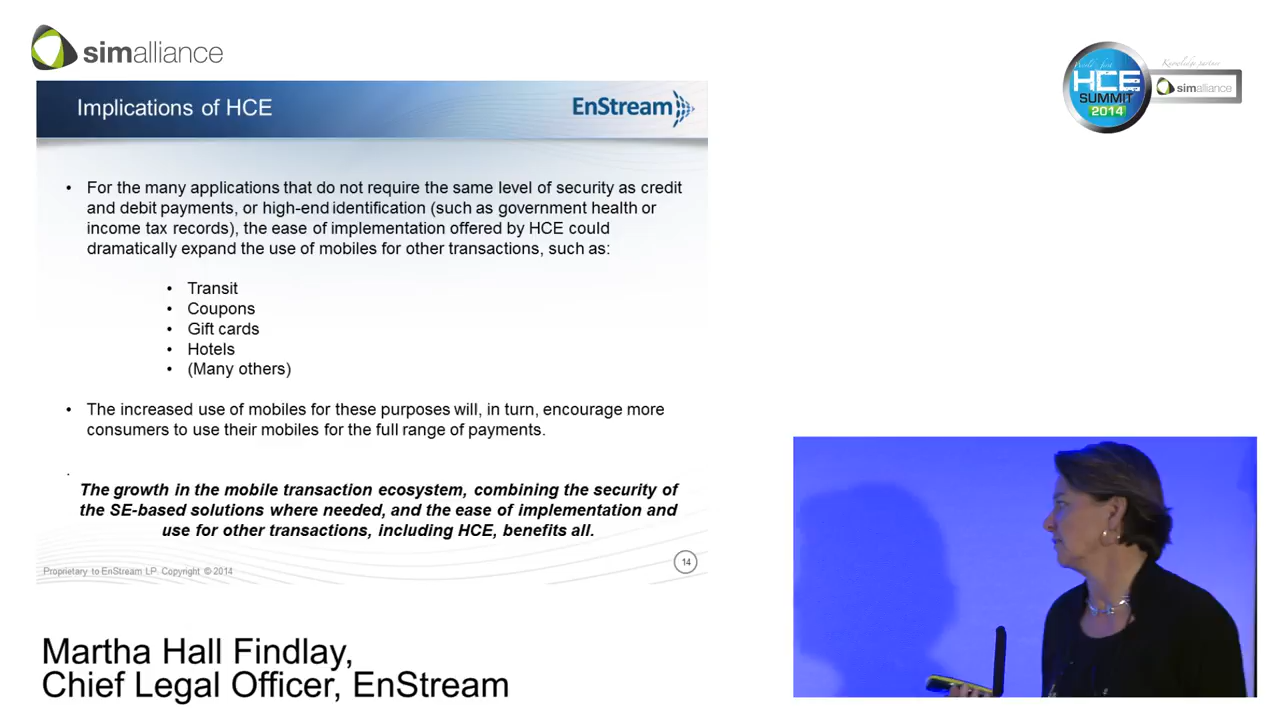 simalliance
World's first
HCE
SUMMIT
2014
Knowledge partner
simalliance
Implications of HCE
EnStream
• For the many applications that do not require the same level of security as credit
and debit payments, or high-end identification (such as government health or
income tax records), the ease of implementation offered by HCE could
dramatically expand the use of mobiles for other transactions, such as:
• Transit
• Coupons
• Gift cards
• Hotels
• (Many others)
• The increased use of mobiles for these purposes will, in turn, encourage more
consumers to use their mobiles for the full range of payments.
.
The growth in the mobile transaction ecosystem, combining the security of
the SE-based solutions where needed, and the ease of implementation and
use for other transactions, including HCE, benefits all.
Proprietary to EnStream LP. Copyright © 2014
14
Martha Hall Findlay,
Chief Legal Officer, EnStream